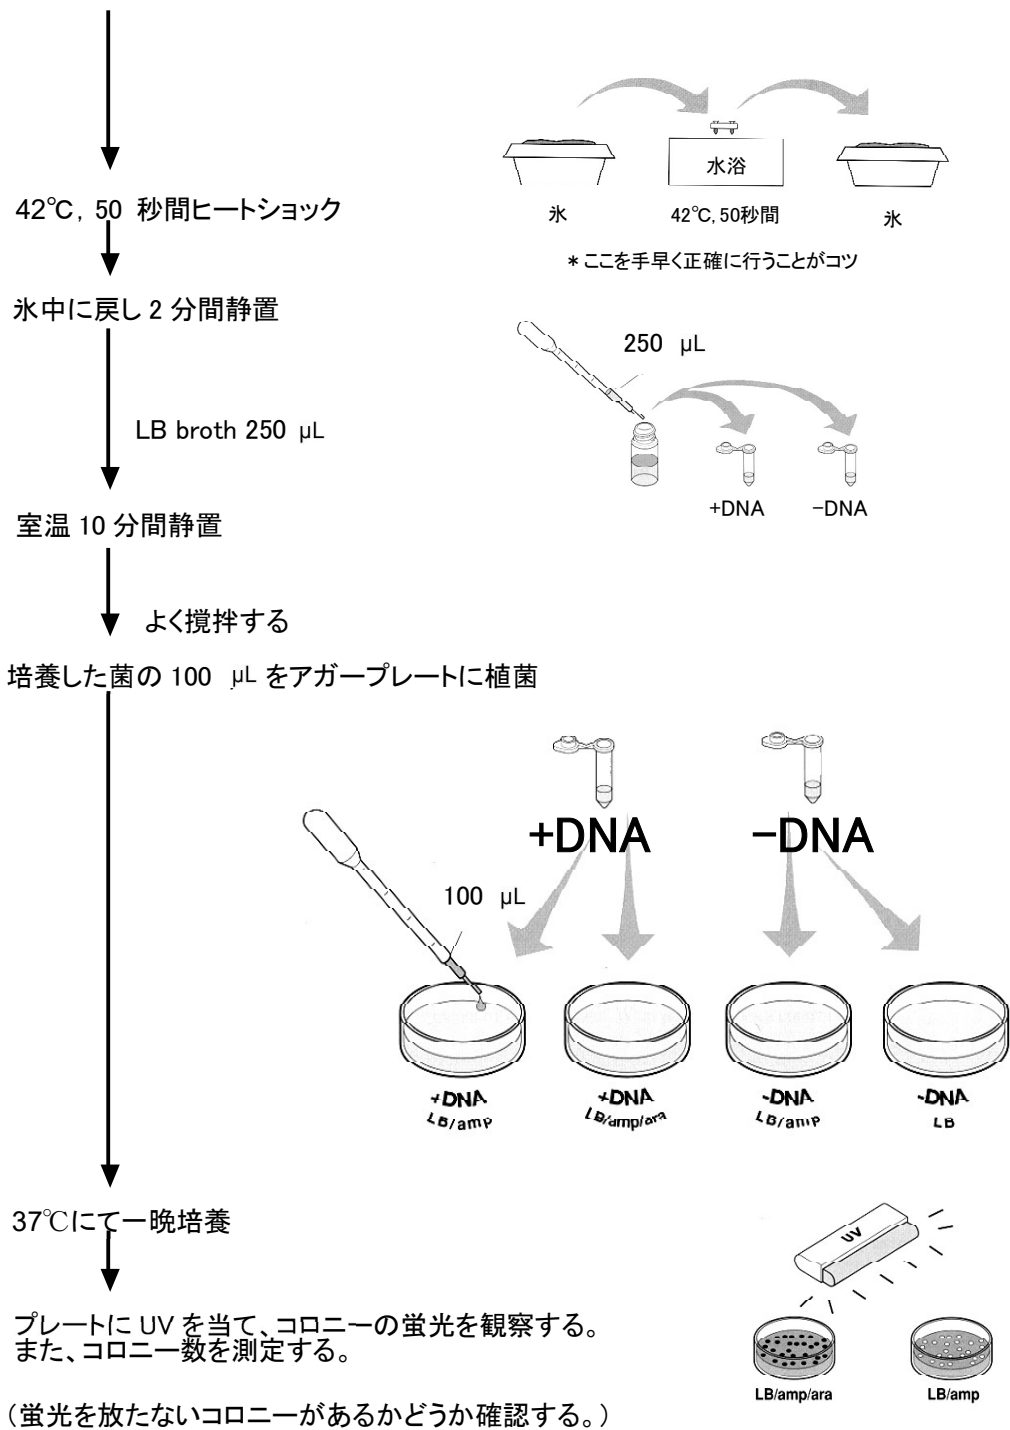 42℃, 50 秒間ヒートショック
水浴
氷
42℃, 50秒間
氷
* ここを手早く正確に行うことがコツ
氷中に戻し 2 分間静置
250 μL
LB broth 250 μL
+DNA
−DNA
室温 10 分間静置
よく撹拌する
培養した菌の 100 μL をアガープレートに植菌
+DNA
−DNA
100 μL
+DNA
LB/amp
+DNA
LB/amp/ara
-DNA
LB/amp
-DNA
LB
37℃にて一晩培養
UV
プレートに UV を当て、コロニーの蛍光を観察する。
また、コロニー数を測定する。
LB/amp/ara
LB/amp
（蛍光を放たないコロニーがあるかどうか確認する。）